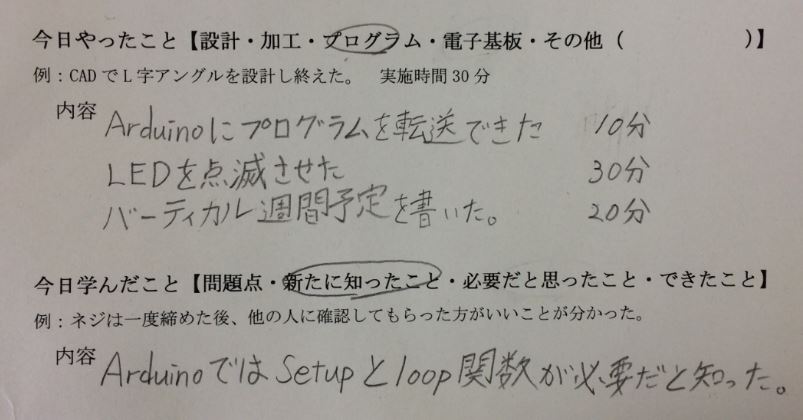 今日やったこと【設計・加工・プログラム・電子基板・その他（　　　　　　）】
例：CADでL字アングルを設計し終えた。　実施時間30分
内容 Arduinoにプログラムを転送できた　10分
LEDを点滅させた　30分
バーティカル週間予定を書いた。　20分
今日学んだこと【問題点・新たに知ったこと・必要だと思ったこと・できたこと】
例：ネジは一度締めた後、他の人に確認してもらった方がいいことが分かった。
内容 ArduinoではSetupとloop関数が必要だと知った。